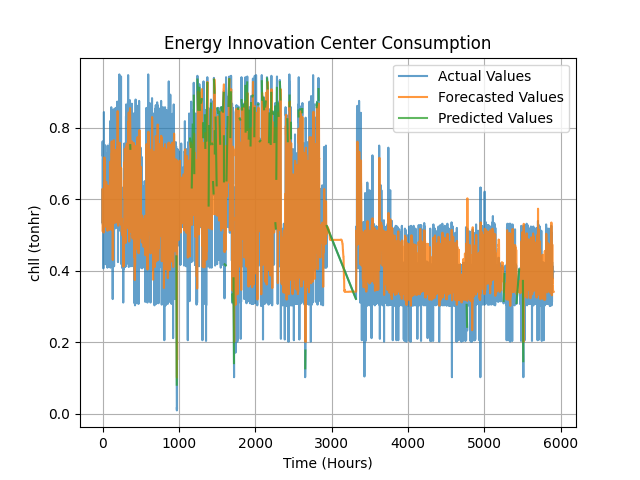 Energy Innovation Center Consumption
Actual Values
Forecasted Values
Predicted Values
chll (tonhr)
0.8
0.6
0.4
0.2
0.0
0 1000 2000 3000 4000 5000 6000
Time (Hours)